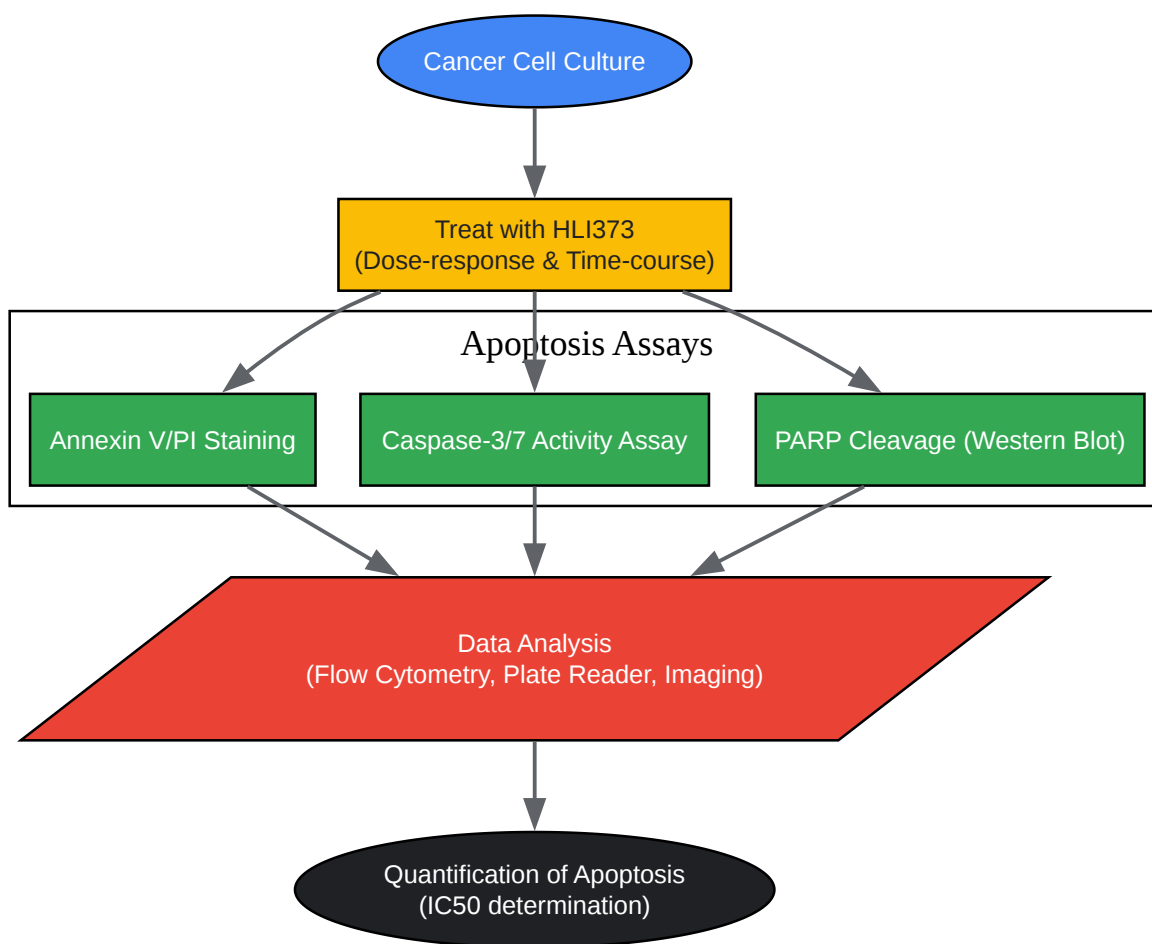 Cancer Cell Culture
Treat with HLI373
(Dose-response & Time-course)
Apoptosis Assays
Annexin V/PI Staining
Caspase-3/7 Activity Assay
PARP Cleavage (Western Blot)
Data Analysis
(Flow Cytometry, Plate Reader, Imaging)
Quantification of Apoptosis
(IC50 determination)